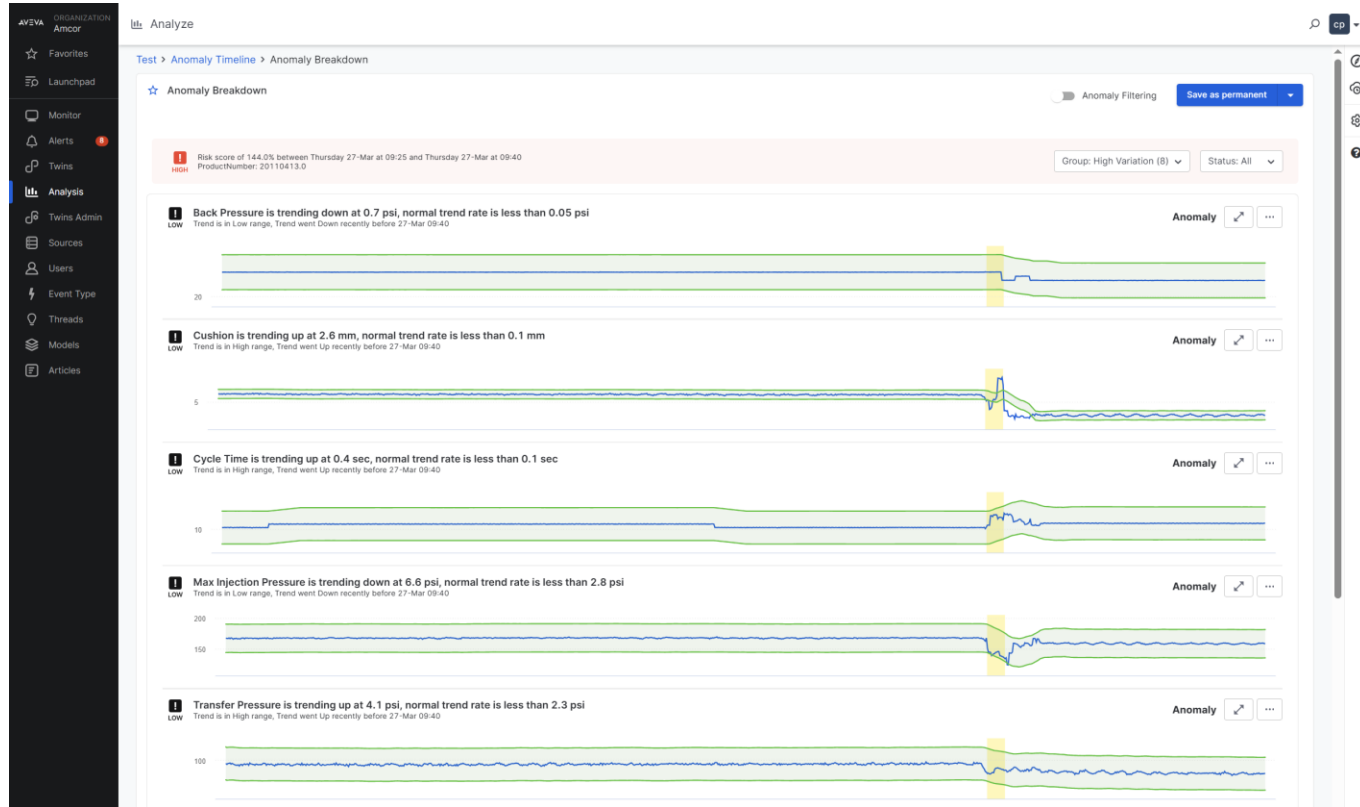 AVEVA
ORGANIZATION
Amcor
Analyze
cp
Favorites
Launchpad
Monitor
Alerts 8
Twins
Analysis
Twins Admin
Sources
Users
Event Type
Threads
Models
Articles
Test > Anomaly Timeline > Anomaly Breakdown
Anomaly Breakdown
Anomaly Filtering
Save as permanent
! HIGH
Risk score of 144.0% between Thursday 27-Mar at 09:25 and Thursday 27-Mar at 09:40
ProductNumber: 20110413.0
Group: High Variation (8)
Status: All
! LOW
Back Pressure is trending down at 0.7 psi, normal trend rate is less than 0.05 psi
Trend is in Low range, Trend went Down recently before 27-Mar 09:40
Anomaly
...
20
! LOW
Cushion is trending up at 2.6 mm, normal trend rate is less than 0.1 mm
Trend is in High range, Trend went Up recently before 27-Mar 09:40
Anomaly
...
5
! LOW
Cycle Time is trending up at 0.4 sec, normal trend rate is less than 0.1 sec
Trend is in High range, Trend went Up recently before 27-Mar 09:40
Anomaly
...
10
! LOW
Max Injection Pressure is trending down at 6.6 psi, normal trend rate is less than 2.8 psi
Trend is in Low range, Trend went Down recently before 27-Mar 09:40
Anomaly
...
200
150
! LOW
Transfer Pressure is trending up at 4.1 psi, normal trend rate is less than 2.3 psi
Trend is in High range, Trend went Up recently before 27-Mar 09:40
Anomaly
...
100